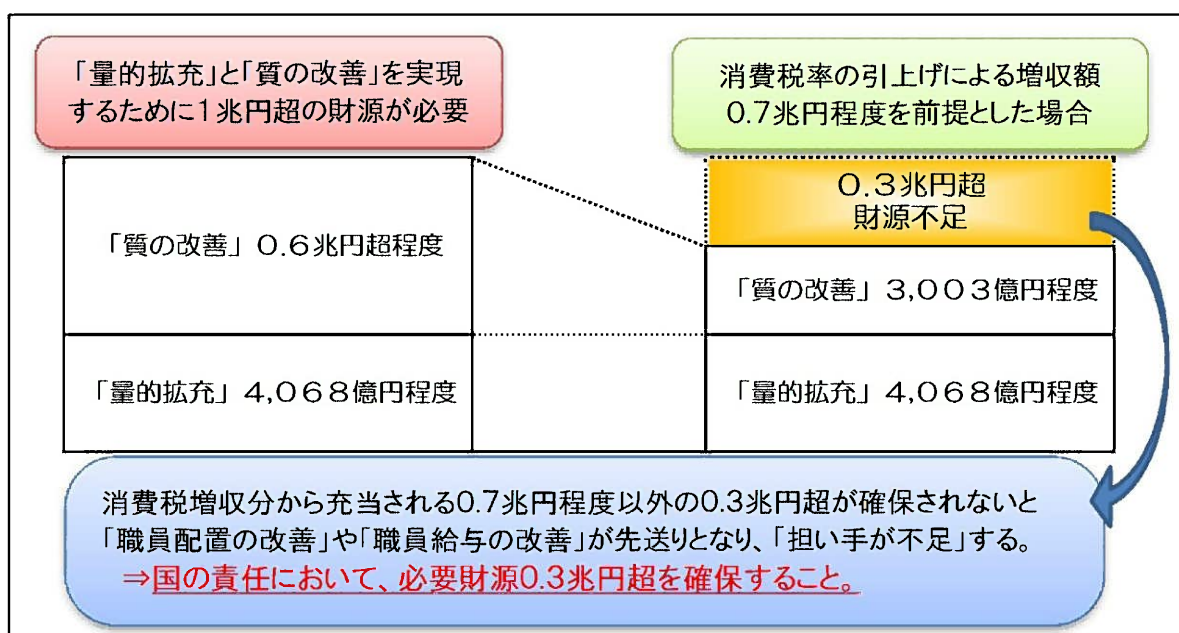 「量的拡充」と「質の改善」を実現
するために1兆円超の財源が必要
消費税率の引上げによる増収額
0.7兆円程度を前提とした場合
「質の改善」 0.6兆円超程度
0.3兆円超
財源不足
「質の改善」 3,003億円程度
「量的拡充」 4,068億円程度
「量的拡充」 4,068億円程度
消費税増収分から充当される0.7兆円程度以外の0.3兆円超が確保されないと
「職員配置の改善」や「職員給与の改善」が先送りとなり、「担い手が不足」する。
⇒国の責任において、必要財源0.3兆円超を確保すること。